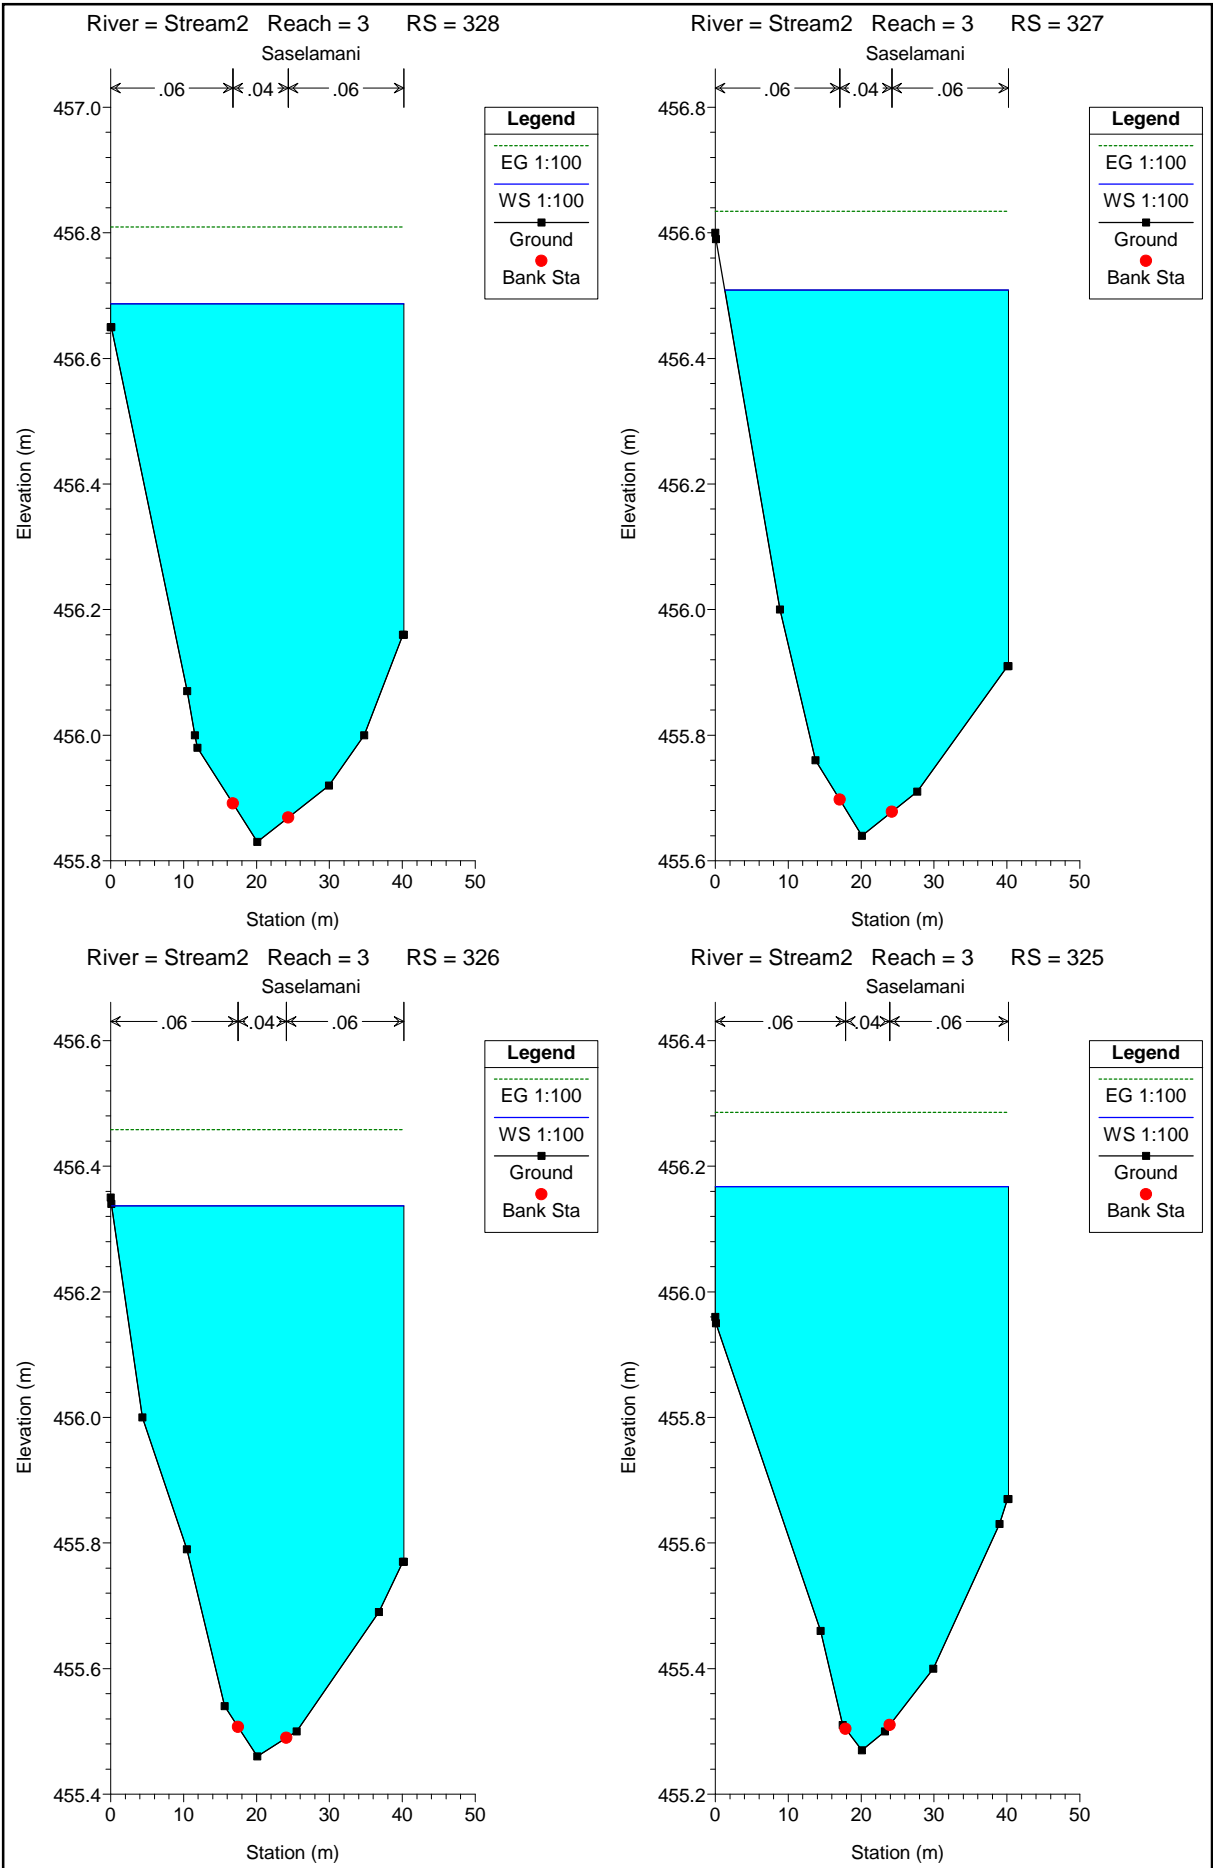 River = Stream2 Reach = 3 RS = 328
Saselamani
.06 .04 .06
457.0
456.8
456.6
456.4
456.2
456.0
455.8
Elevation (m)
0 10 20 30 40 50
Station (m)
Legend
EG 1:100
WS 1:100
Ground
Bank Sta
River = Stream2 Reach = 3 RS = 327
Saselamani
.06 .04 .06
456.8
456.6
456.4
456.2
456.0
455.8
455.6
Elevation (m)
0 10 20 30 40 50
Station (m)
Legend
EG 1:100
WS 1:100
Ground
Bank Sta
River = Stream2 Reach = 3 RS = 326
Saselamani
.06 .04 .06
456.6
456.4
456.2
456.0
455.8
455.6
455.4
Elevation (m)
0 10 20 30 40 50
Station (m)
Legend
EG 1:100
WS 1:100
Ground
Bank Sta
River = Stream2 Reach = 3 RS = 325
Saselamani
.06 .04 .06
456.4
456.2
456.0
455.8
455.6
455.4
455.2
Elevation (m)
0 10 20 30 40 50
Station (m)
Legend
EG 1:100
WS 1:100
Ground
Bank Sta